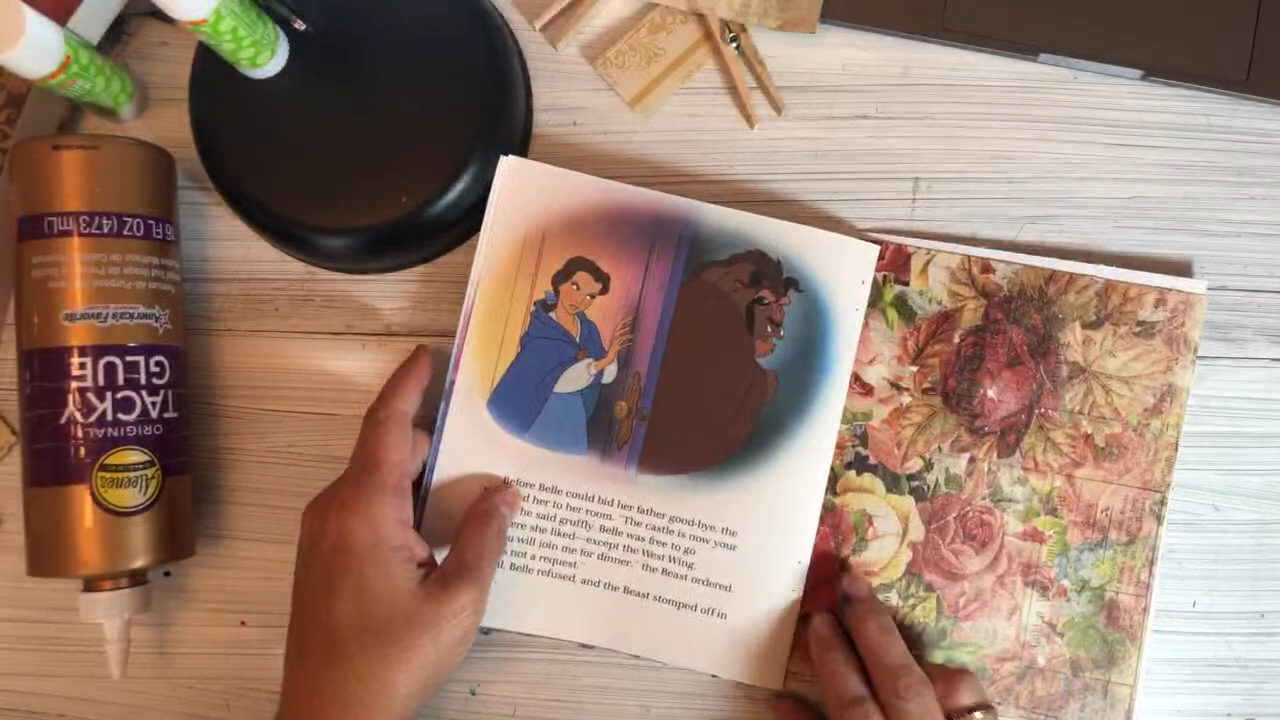 16 FL OZ (473 mL)
America's Favorite
ORIGINAL
TACKY
GLUE
Aleene's
Before Belle could bid her father good-bye, the
her to her room. "The castle is now your
he said gruffly. Belle was free to go
she liked—except the West Wing.
will join me for dinner," the Beast ordered.
not a request."
Belle refused, and the Beast stomped off in